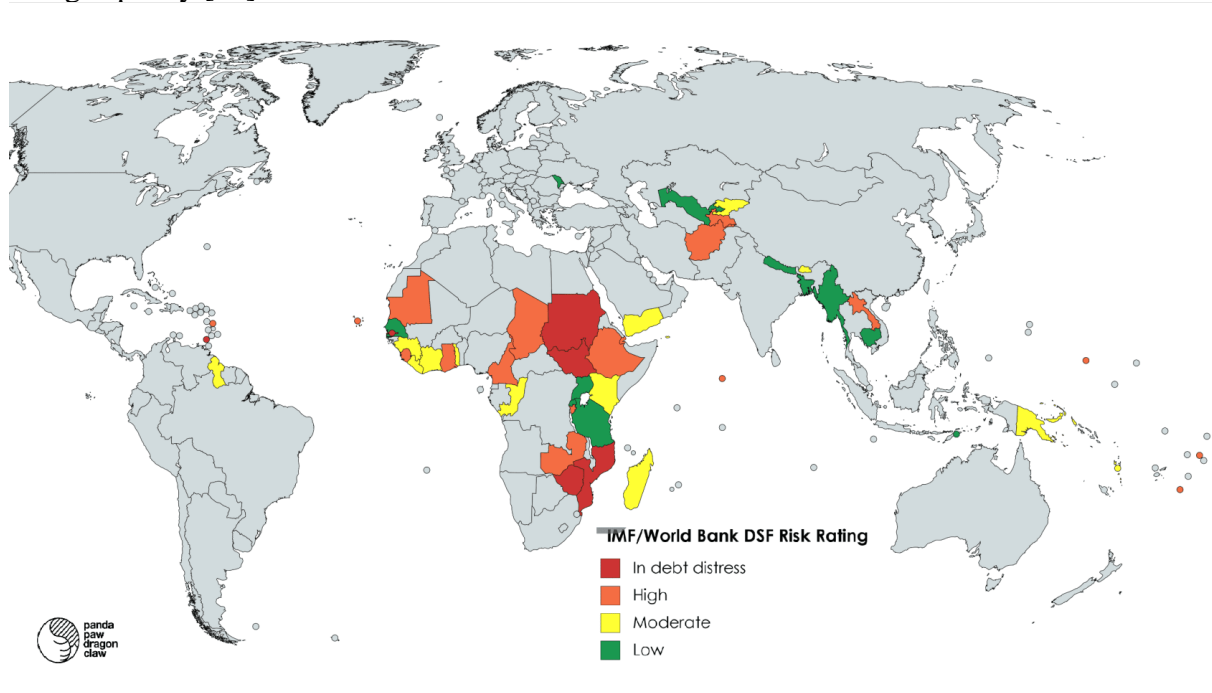 IMF/World Bank DSF Risk Rating
In debt distress
High
Moderate
Low
panda
paw
dragon
claw